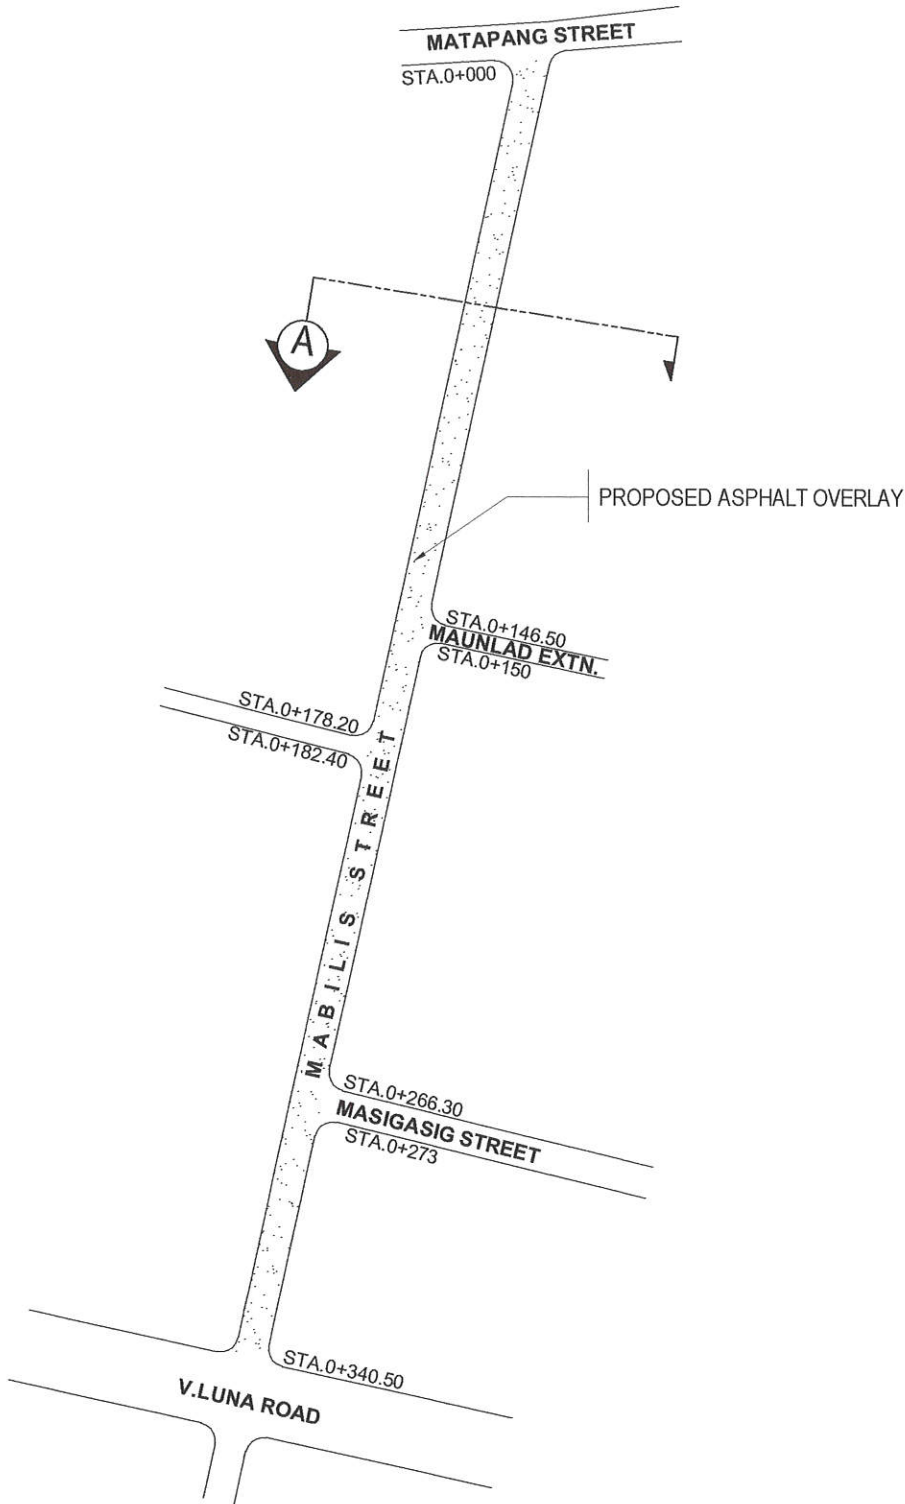 MATAPANG STREET
STA.0+000
A
PROPOSED ASPHALT OVERLAY
STA.0+146.50
MAUNLAD EXTN.
STA.0+150
STA.0+178.20
STA.0+182.40
MABILIS STREET
STA.0+266.30
MASIGASIG STREET
STA.0+273
STA.0+340.50
V.LUNA ROAD